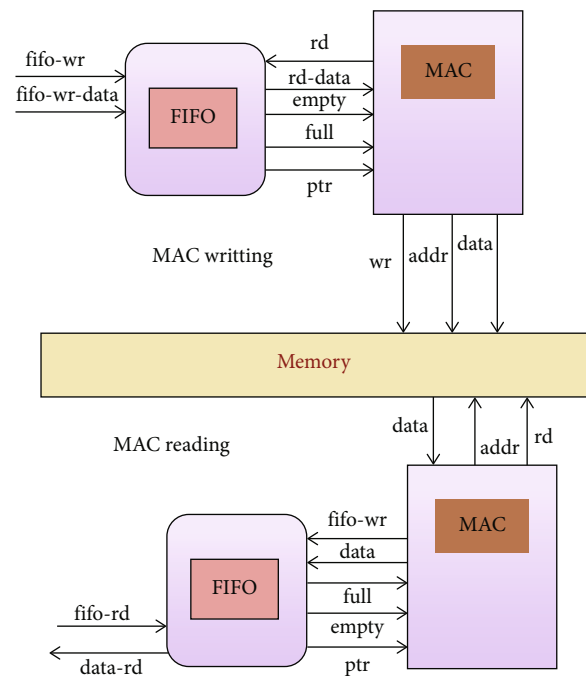 rd
fifo-wr
MAC
rd-data
fifo-wr-data
empty
FIFO
full
ptr
MAC writting
wr
addr
data
Memory
data
addr
rd
MAC reading
fifo-wr
MAC
data
FIFO
full
fifo-rd
empty
data-rd
ptr